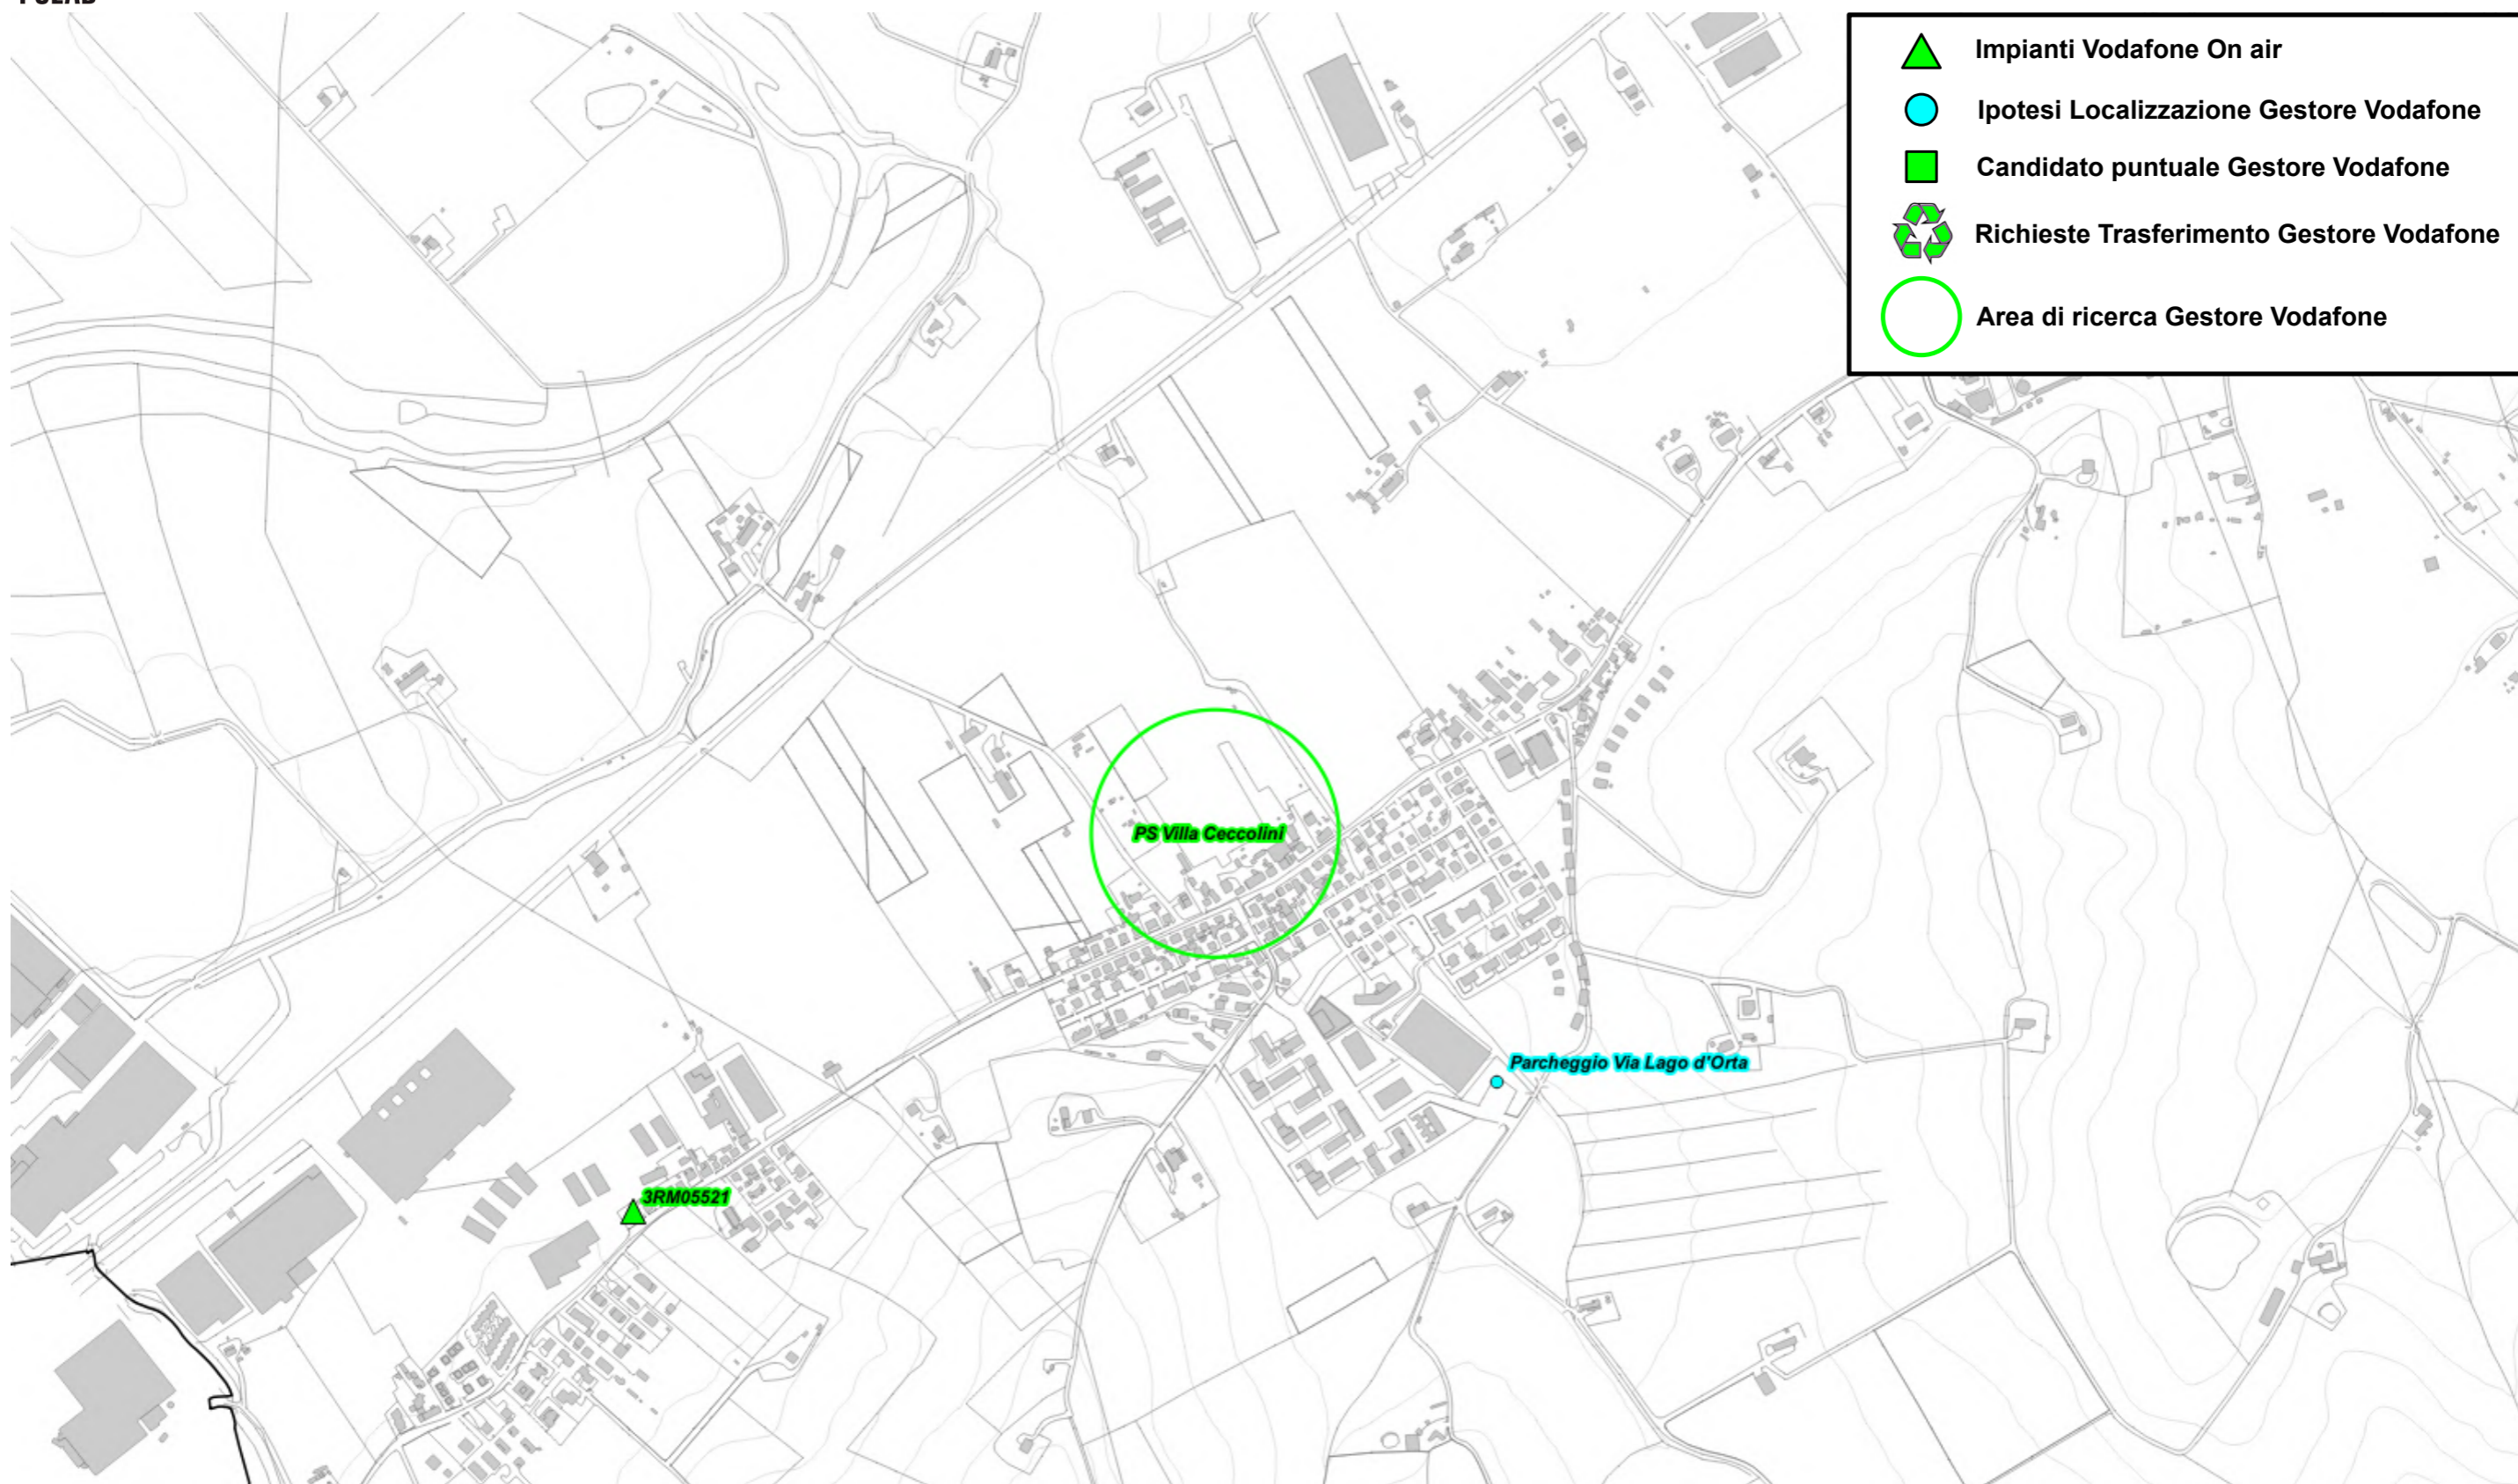 Impianti Vodafone On air
Ipotesi Localizzazione Gestore Vodafone
Candidato puntuale Gestore Vodafone
Richieste Trasferimento Gestore Vodafone
Area di ricerca Gestore Vodafone
PS Villa Ceccolini
Parcheggio Via Lago d'Orta
3RM05521